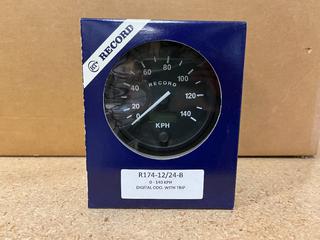 RECORD
60
80
40
100
RECORD
20
120
0
140
KPH
R174-12/24-B
0 - 140 KPH
DIGITAL ODO. WITH TRIP